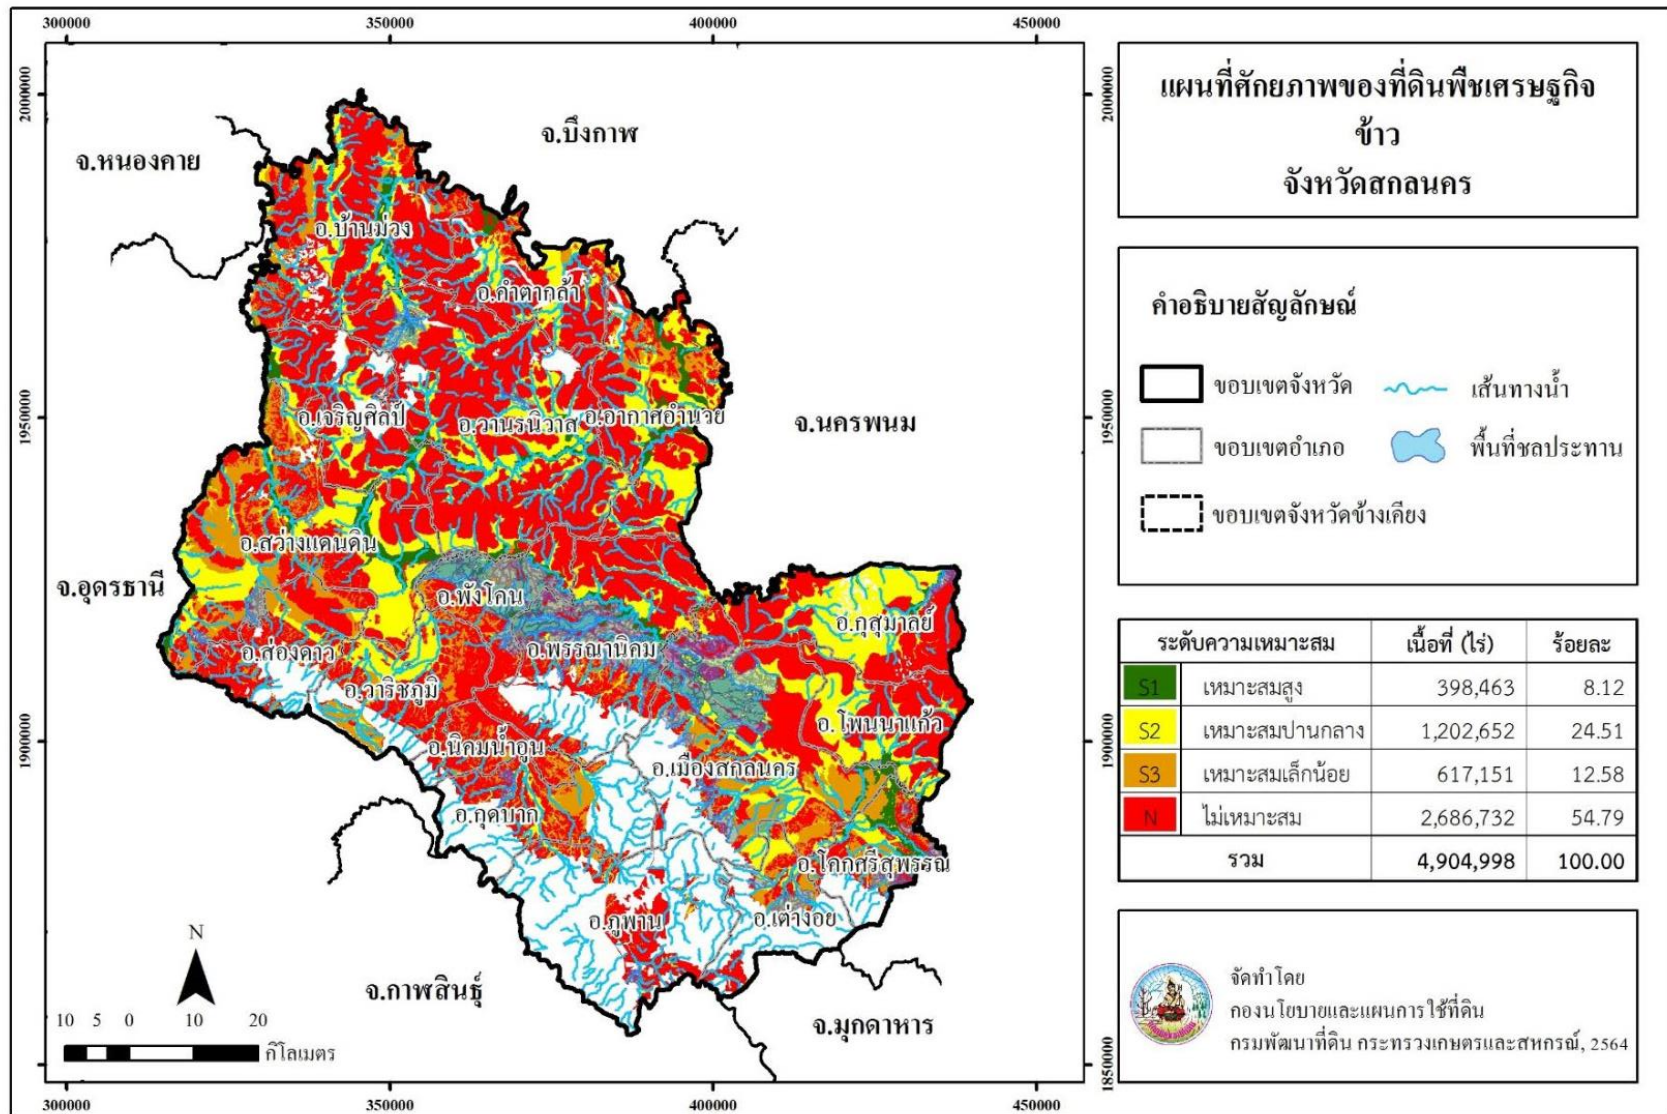 300000 350000 400000 450000
แผนที่ศักยภาพของที่ดินพืชเศรษฐกิจ
ข้าว
จังหวัดสกลนคร
2000000 2000000
จ.บึงกาฬ
จ.หนองคาย
อ.บ้านม่วง
อ.คำตากล้า
คำอธิบายสัญลักษณ์
ขอบเขตจังหวัด เส้นทางน้ำ
ขอบเขตอำเภอ พื้นที่ชลประทาน
ขอบเขตจังหวัดข้างเคียง
1950000 1950000
อ.เจริญศิลป์ อ.วานรนิวาส อ.อากาศอำนวย
จ.นครพนม
อ.สว่างแดนดิน
จ.อุดรธานี
อ.พังโคน
อ.กุสุมาลย์
อ.ส่องดาว
อ.พรรณานิคม
อ.วาริชภูมิ
อ.โพนนาแก้ว
1900000 1900000
อ.นิคมน้ำอูน
อ.เมืองสกลนคร
อ.กุดบาก
อ.โคกศรีสุพรรณ
อ.ภูพาน
อ.เต่างอย
จ.กาฬสินธุ์
จ.มุกดาหาร
ระดับความเหมาะสม เนื้อที่ (ไร่) ร้อยละ
S1 เหมาะสมสูง 398,463 8.12
S2 เหมาะสมปานกลาง 1,202,652 24.51
S3 เหมาะสมเล็กน้อย 617,151 12.58
N ไม่เหมาะสม 2,686,732 54.79
รวม 4,904,998 100.00
N
10 5 0 10 20
กิโลเมตร
จัดทำโดย
กองนโยบายและแผนการใช้ที่ดิน
กรมพัฒนาที่ดิน กระทรวงเกษตรและสหกรณ์, 2564
1850000 1850000
300000 350000 400000 450000